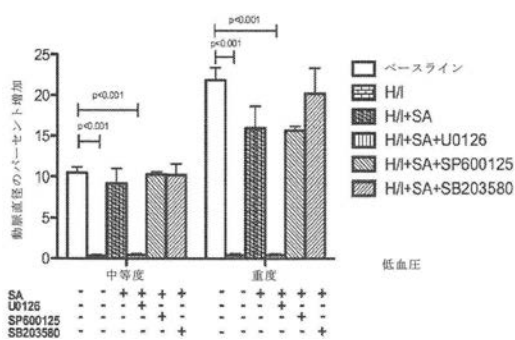 動脈直径のパーセント増加
25
20
15
10
5
0
p<0.001
p<0.001
p<0.001
p<0.001
中等度
重度
低血圧
ベースライン
H/I
H/I+SA
H/I+SA+U0126
H/I+SA+SP600125
H/I+SA+SB203580
SA - - + + + + - - + + + +
U0126 - - - + - - - - - + - -
SP600125 - - - - + - - - - - + -
SB203580 - - - - - + - - - - - +